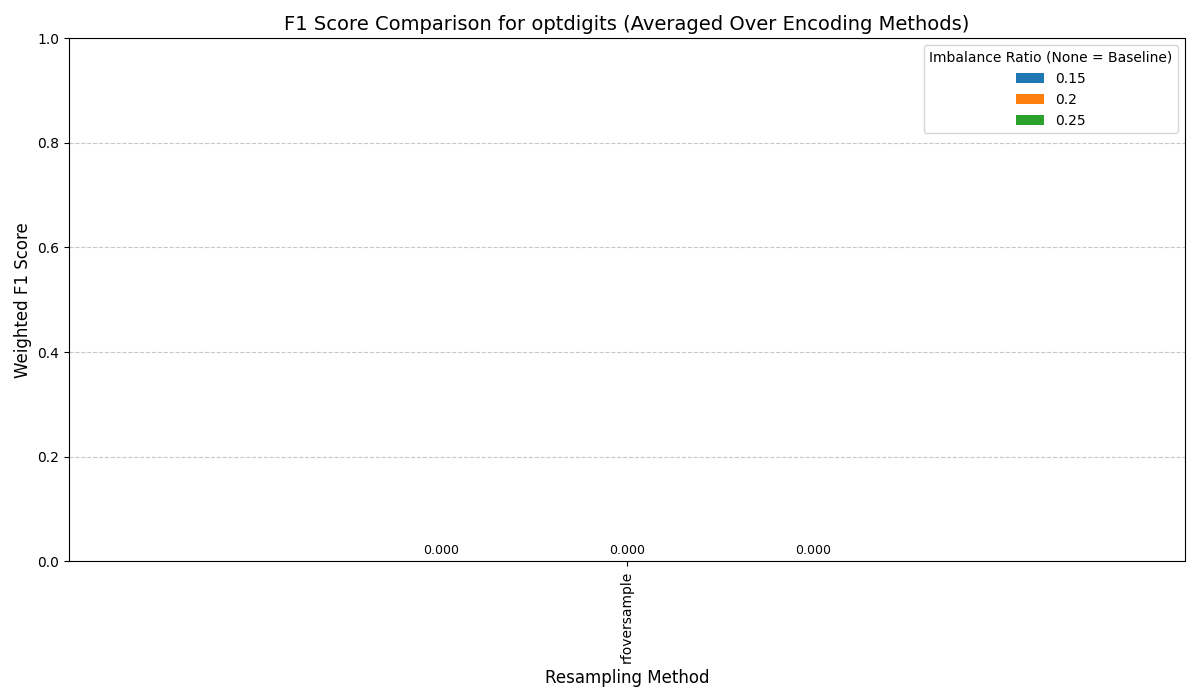 F1 Score Comparison for optdigits (Averaged Over Encoding Methods)
Imbalance Ratio (None = Baseline)
0.15
0.2
0.25
Weighted F1 Score
1.0
0.8
0.6
0.4
0.2
0.0
0.000 0.000 0.000
rfoversample
Resampling Method